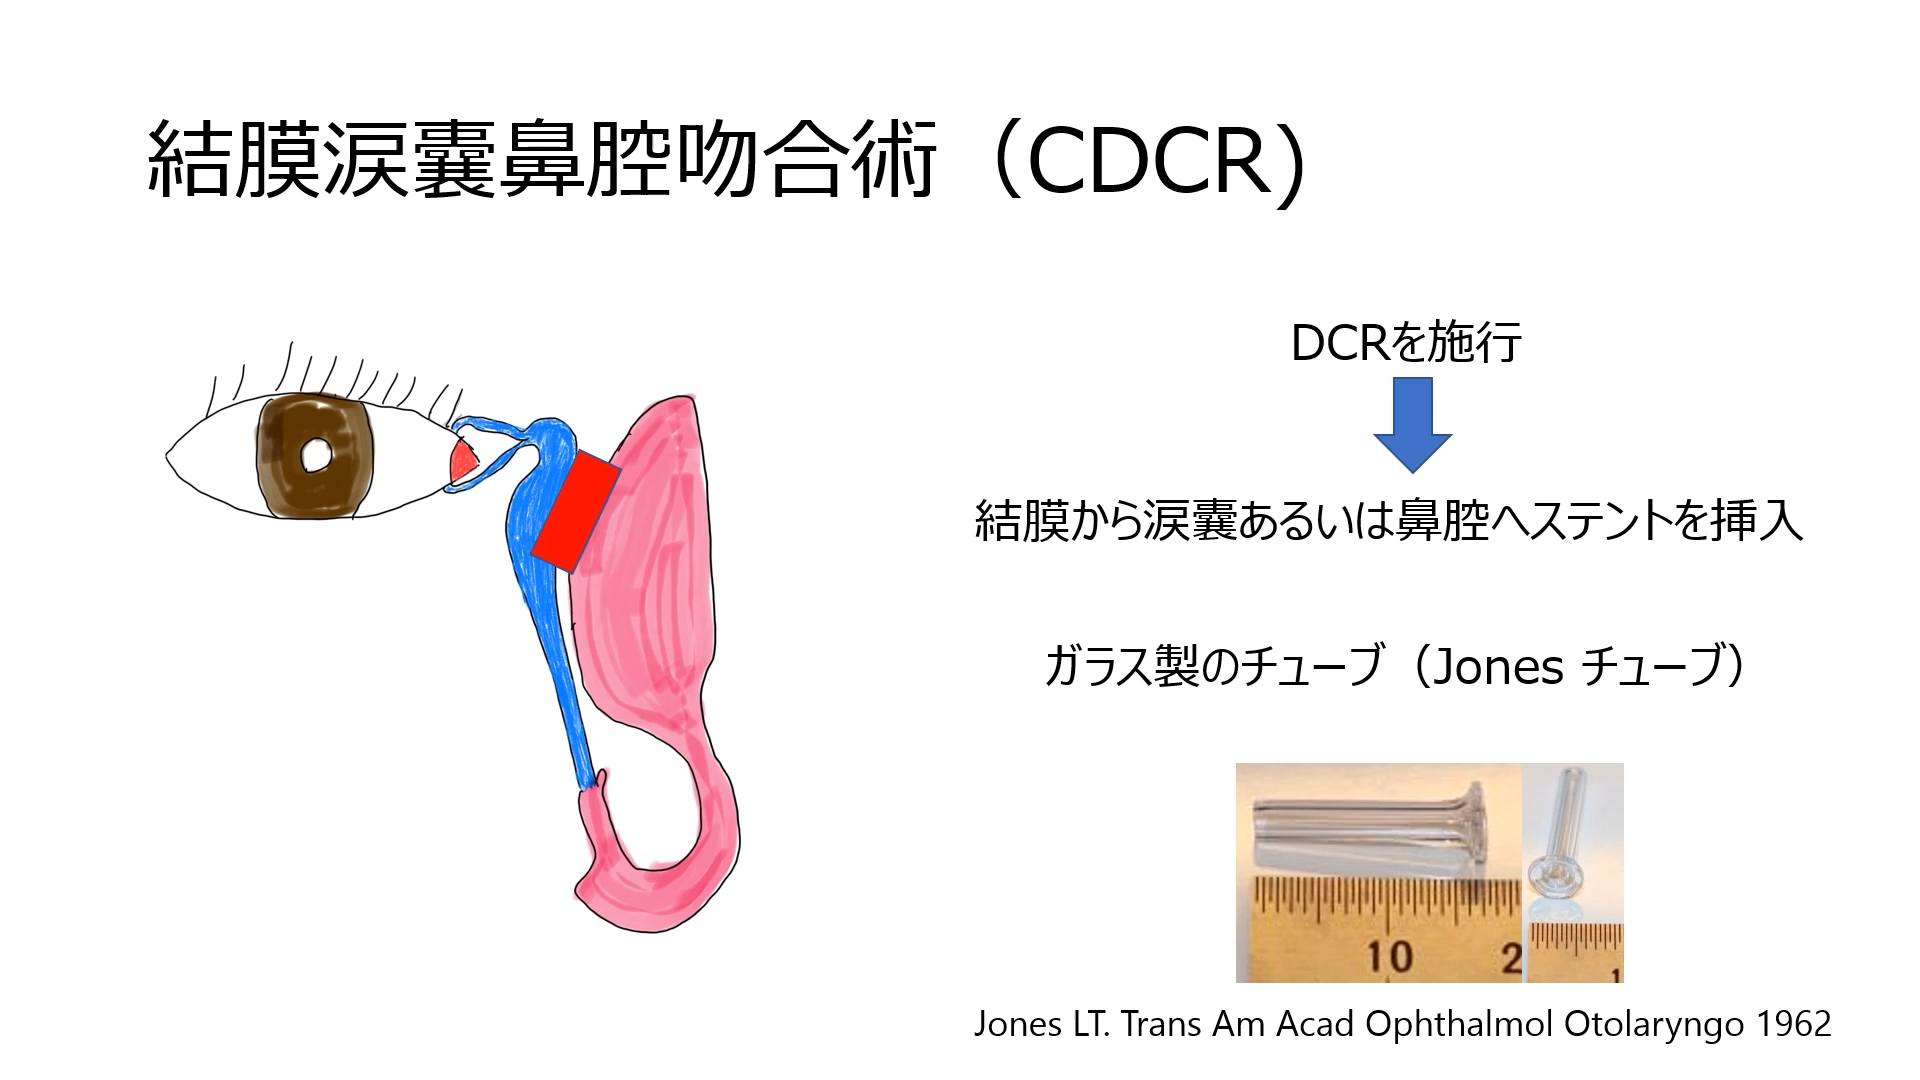 結膜涙嚢鼻腔吻合術（CDCR)
DCRを施行
結膜から涙嚢あるいは鼻腔へステントを挿入
ガラス製のチューブ（Jones チューブ）
10
2
1
Jones LT. Trans Am Acad Ophthalmol Otolaryngo 1962